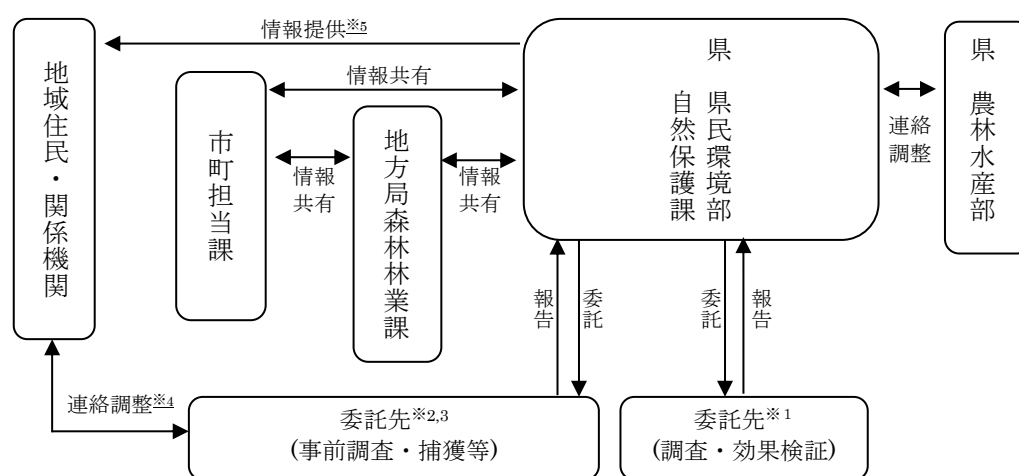 情報提供※5
地域住民・関係機関
情報共有
市町担当課
情報
共有
地方局森林林業課
情報
共有
県 県民環境部
自然保護課
連絡
調整
県 農林水産部
報告
委託
委託
報告
連絡調整※4
委託先※2,3
(事前調査・捕獲等)
委託先※1
(調査・効果検証)